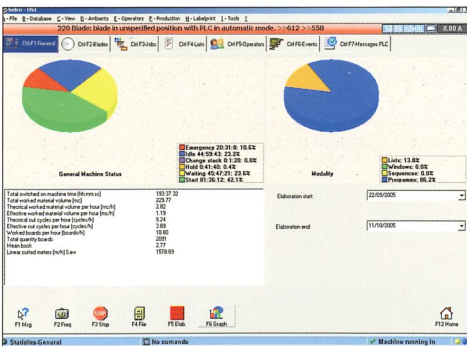 Selco - Ch1
- File B - Database C - View D - Ambients E - Operators F - Production H - Labelprint I - Tools ?
220 Blade: blade in unspecified position with PLC in automatic mode. >>612 >>558
0.00 A
Ctrl F1-General Ctrl F2-Blades Ctrl F3-Jobs Ctrl F4-Lists Ctrl F5-Operators Ctrl F6-Events Ctrl F7-Messages PLC
Emergency 20:31:8: 10.6%
Idle 44:59:43: 23.2%
Change stack 0:1:20: 0.0%
Hold 0:41:40: 0.4%
Waiting 45:47:21: 23.6%
Start 81:36:12: 42.1%
General Machine Status
Lists: 13.8%
Windows: 0.0%
Sequences: 0.0%
Programme: 86.2%
Modality
Total switched on machine time [hh:mm:ss] 193:37:32
Total worked material volume [mc] 229.77
Theorical worked material volume per hour [mc/h] 2.82
Effective worked material volume per hour [mc/h] 1.19
Theorical cut cycles per hour [cycles/h] 9.24
Effective cut cycles per hour [cycles/h] 3.89
Worked boards per hour [boards/h] 10.80
Total quantity boards 2091
Mean book 2.77
Linear cutted meters [m/h] Saw 1578.89
Elaboration start: 22/03/2005
Elaboration end: 11/10/2005
F1 Msg F2 Freq STOP F3 Stop F4 File F5 Elab. F6 Graph F12 Home
Statistics-General No comands Machine running in